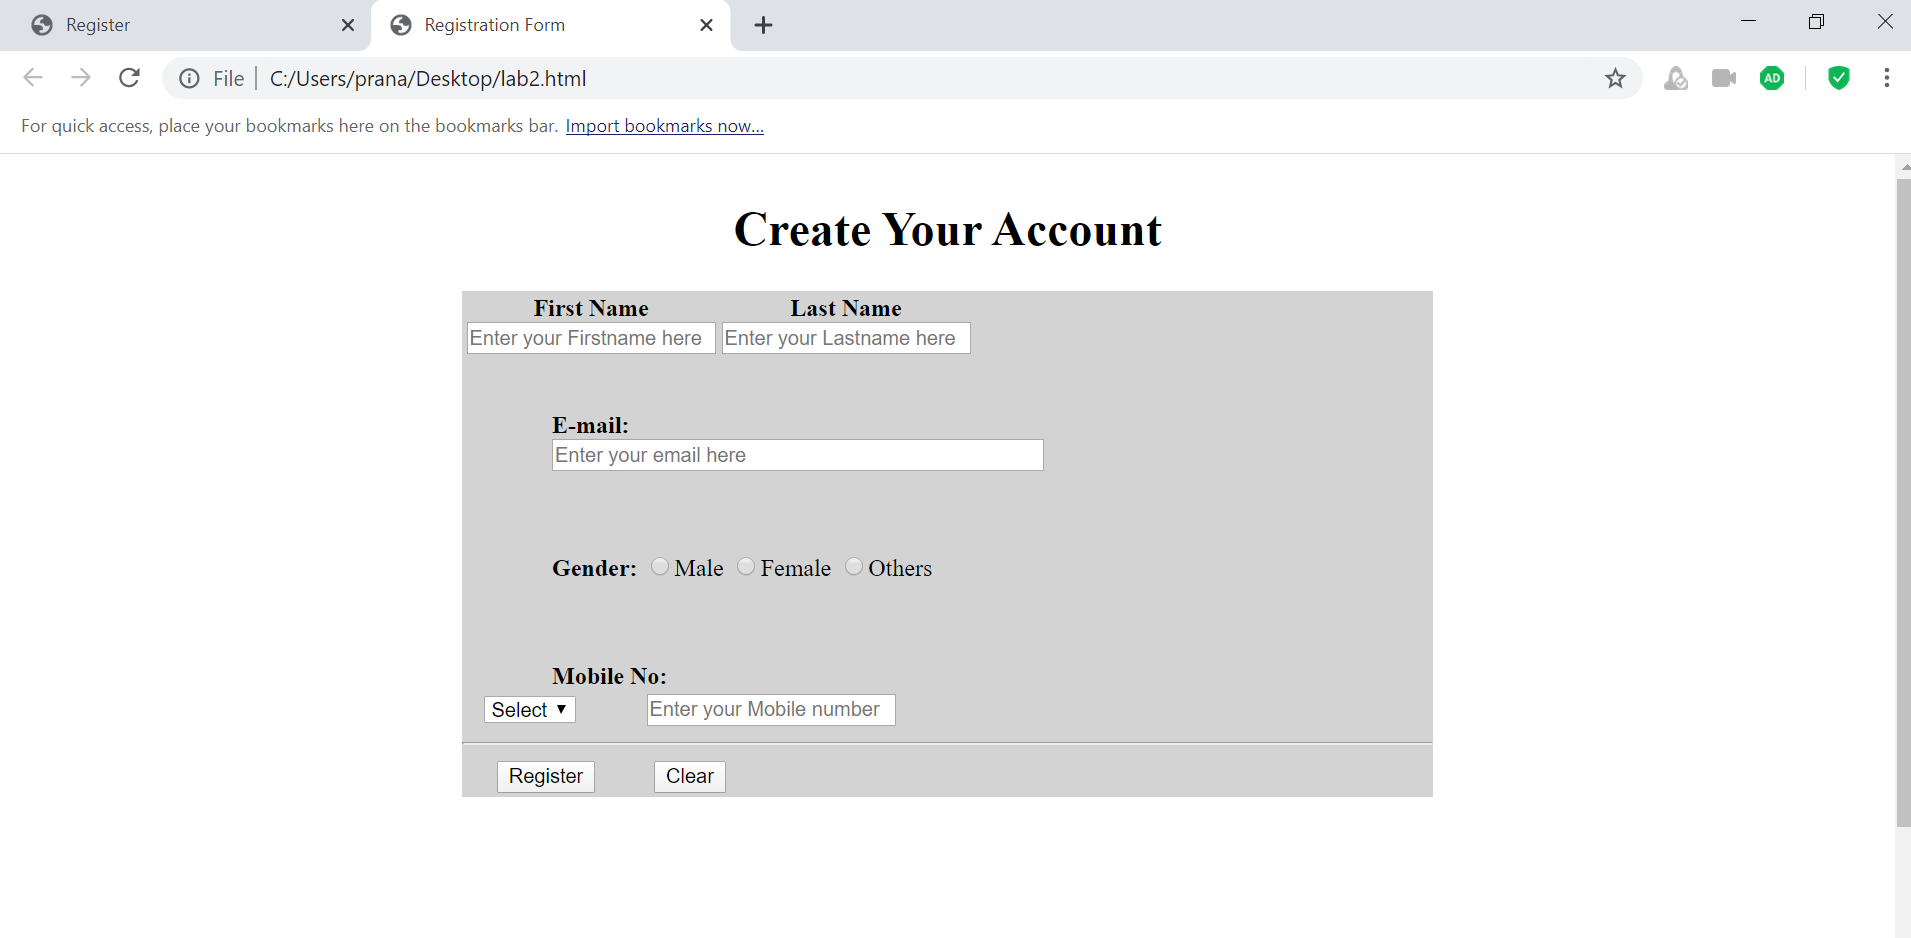 Register
Registration Form
File
C:/Users/prana/Desktop/lab2.html
AD
For quick access, place your bookmarks here on the bookmarks bar. Import bookmarks now...
Create Your Account
First Name Last Name
Enter your Firstname here Enter your Lastname here
E-mail:
Enter your email here
Gender: Male Female Others
Mobile No:
Select Enter your Mobile number
Register Clear